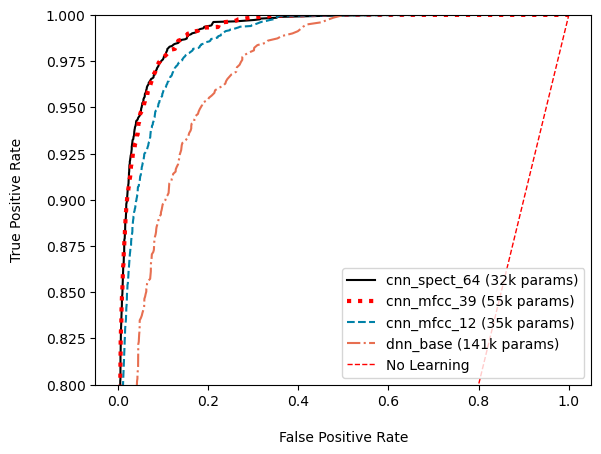 1.000
0.975
0.950
0.925
0.900
0.875
0.850
0.825
0.800
True Positive Rate
cnn_spect_64 (32k params)
cnn_mfcc_39 (55k params)
cnn_mfcc_12 (35k params)
dnn_base (141k params)
No Learning
0.0 0.2 0.4 0.6 0.8 1.0
False Positive Rate